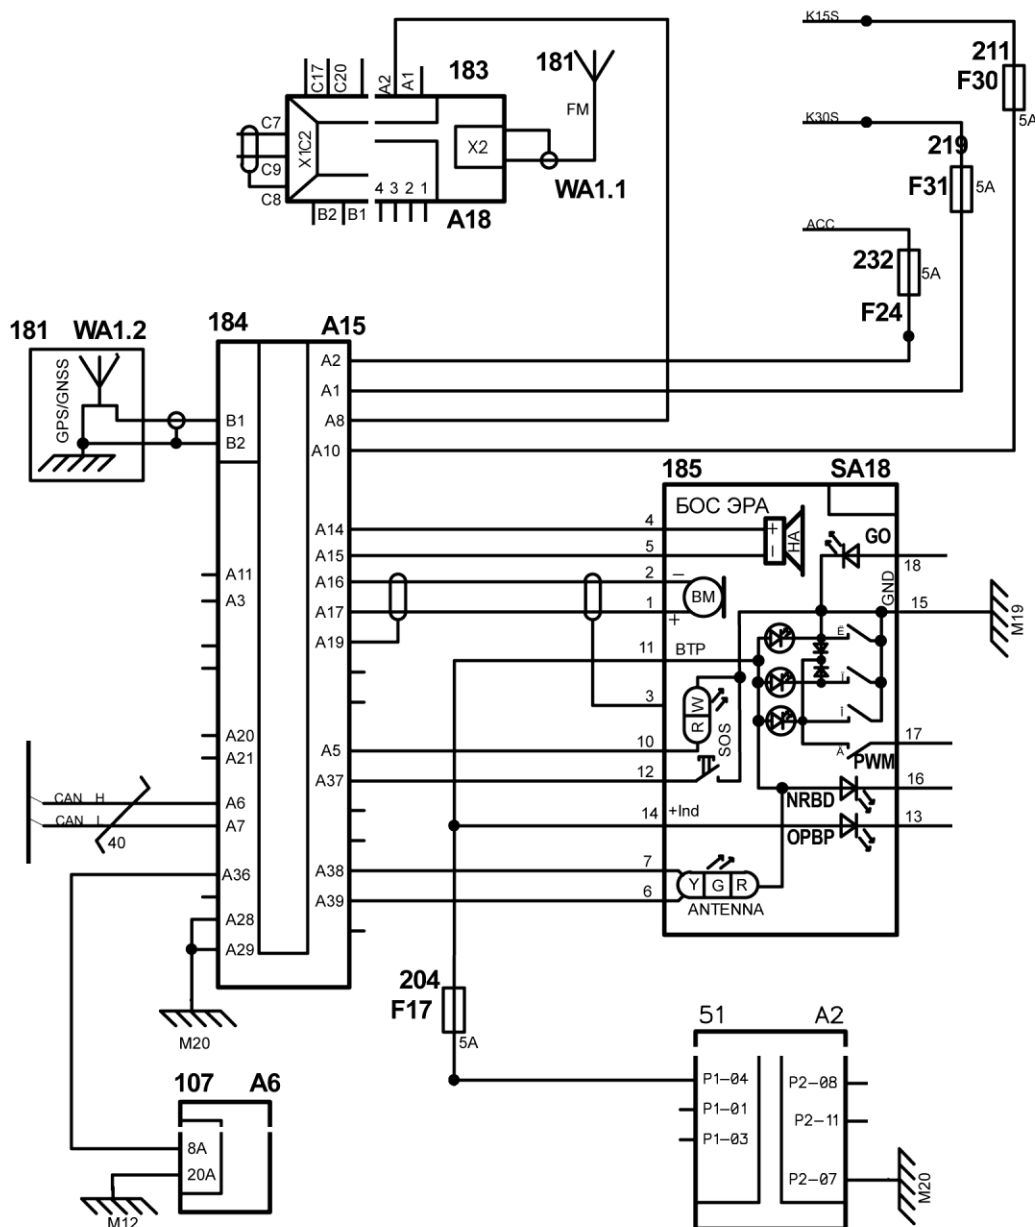 K15S
211
F30
5A
K30S
219
F31
5A
ACC
232
5A
F24
C17
C20
A2
A1
183
181
FM
C7
C9
C8
X1C2
X2
WA1.1
4 3 2 1
B2
B1
A18
181
WA1.2
GPS/GNSS
184
A15
A2
A1
A8
A10
B1
B2
A14
A15
A16
A17
A19
A11
A3
A20
A21
A5
A37
CAN H
CAN L
40
A6
A7
A36
A38
A39
A28
A29
M20
185
SA18
БОС ЭРА
4
5
2
1
11
3
10
12
14
7
6
+
−
HA
GO
18
−
BM
+
GND
15
M19
BTP
Ё
Ï
Ī
A
W
R
SOS
17
PWM
16
NRBD
+Ind
13
OPBP
Y G R
ANTENNA
204
F17
5A
107
A6
8A
20A
M12
51
A2
P1-04
P1-01
P1-03
P2-08
P2-11
P2-07
M20